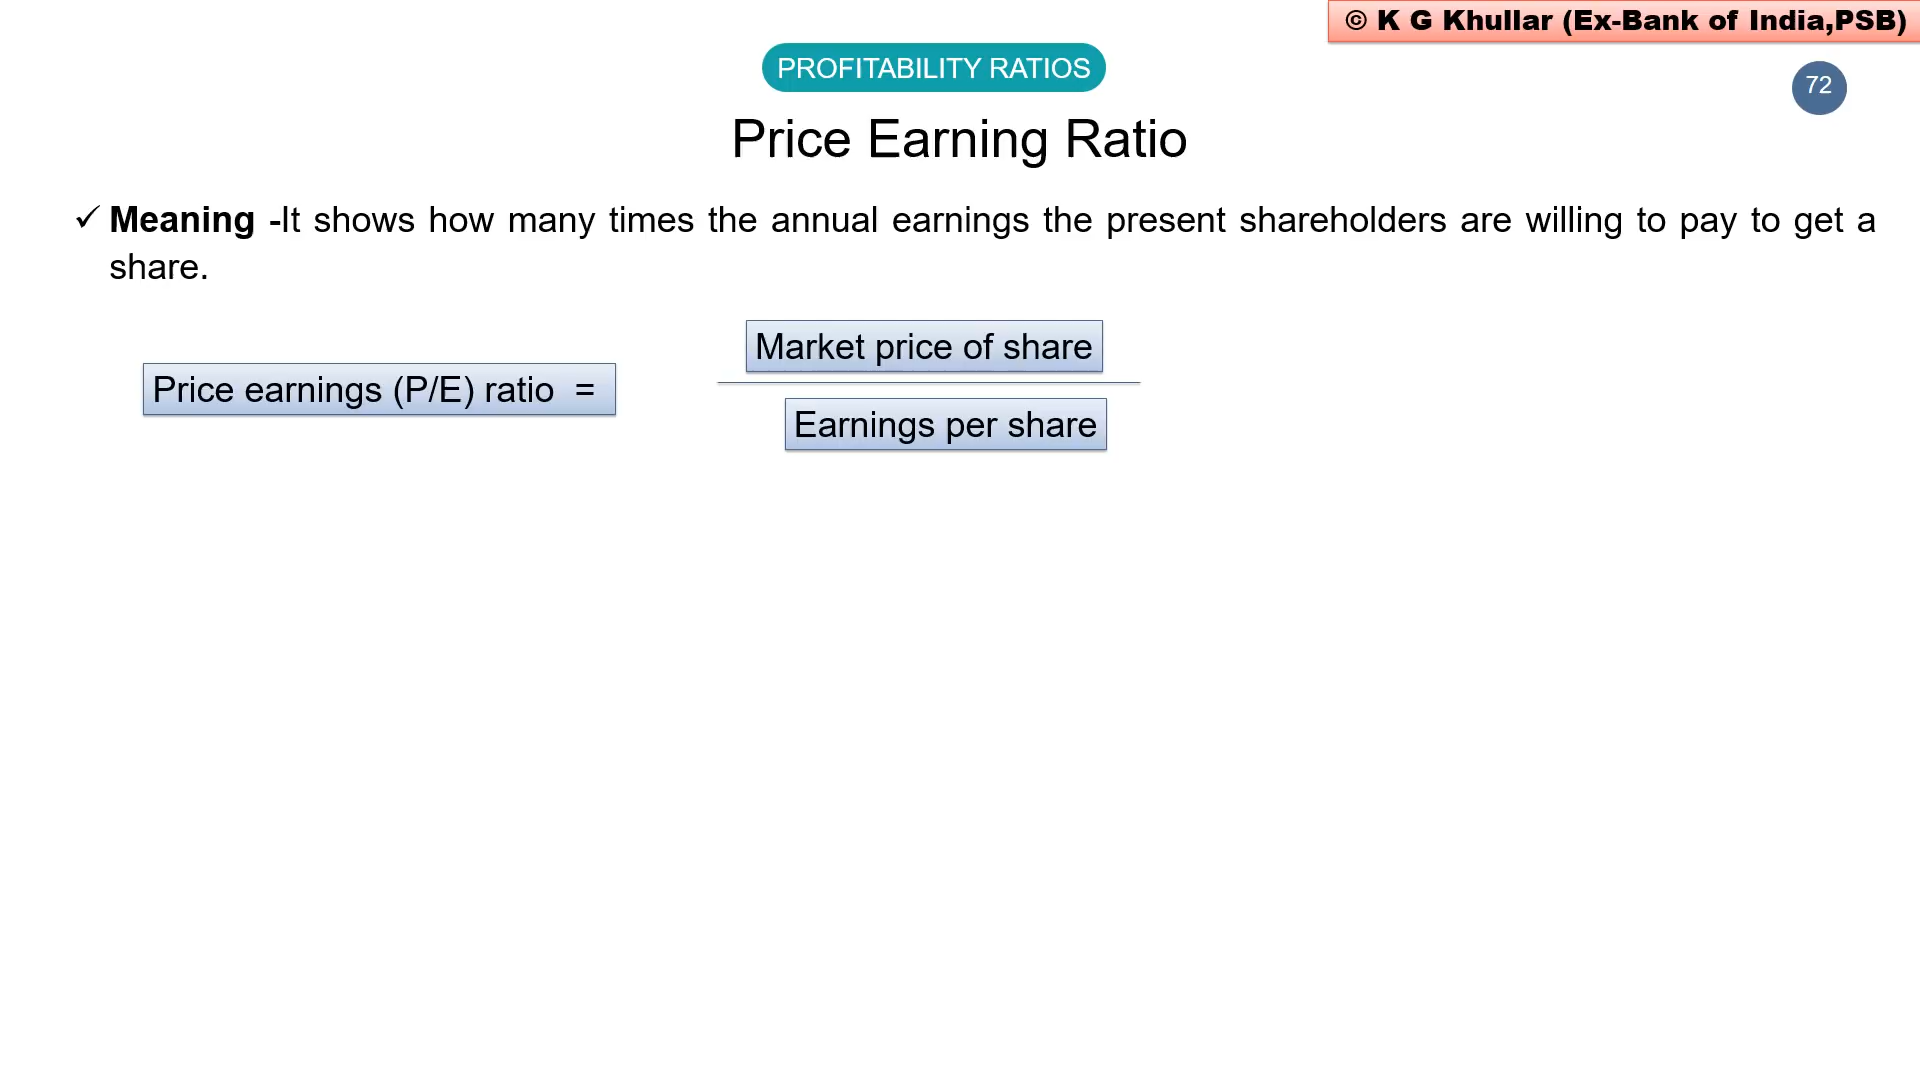 © K G Khullar (Ex-Bank of India,PSB)
PROFITABILITY RATIOS
72
Price Earning Ratio
✓ Meaning -It shows how many times the annual earnings the present shareholders are willing to pay to get a
share.
Market price of share
Price earnings (P/E) ratio =
Earnings per share